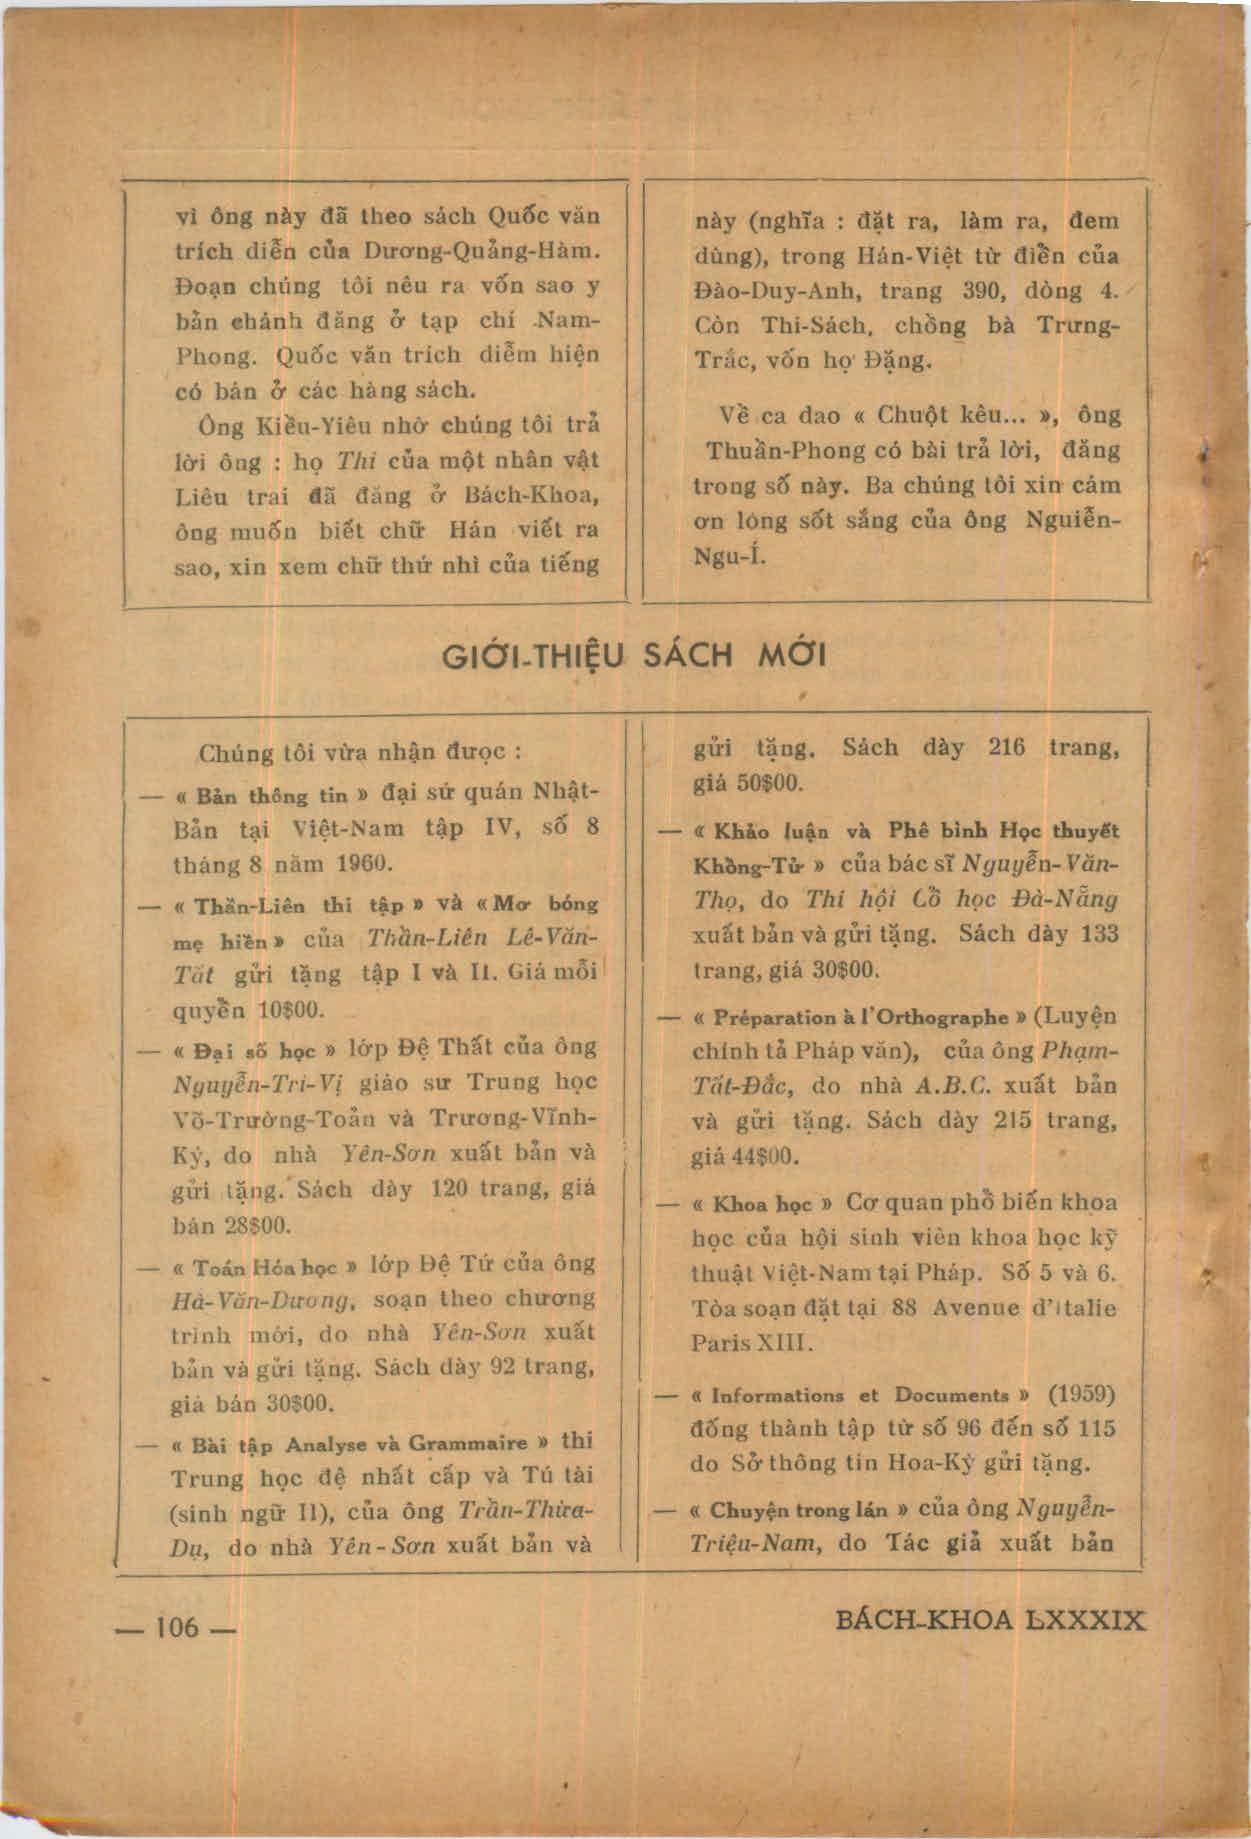 vì ông này đã theo sách Quốc văn
trích diễn của Dương-Quảng-Hàm.
Đoạn chúng tôi nêu ra vốn sao y
bản chánh đăng ở tạp chí Nam-
Phong. Quốc văn trích diễm hiện
có bán ở các hàng sách.
Ông Kiều-Yiêu nhờ chúng tôi trả
lời ông : họ Thi của một nhân vật
Liêu trai đã đăng ở Bách-Khoa,
ông muốn biết chữ Hán viết ra
sao, xin xem chữ thứ nhì của tiếng
này (nghĩa : đặt ra, làm ra, đem
dùng), trong Hán-Việt từ điển của
Đào-Duy-Anh, trang 390, dòng 4.
Còn Thi-Sách, chồng bà Trưng-
Trắc, vốn họ Đặng.
Về ca dao « Chuột kêu... », ông
Thuần-Phong có bài trả lời, đăng
trong số này. Ba chúng tôi xin cám
ơn lòng sốt sắng của ông Nguiễn-
Ngu-Í.
GIỚI-THIỆU SÁCH MỚI
Chúng tôi vừa nhận được :
— « Bản thông tin » đại sứ quán Nhật-
Bản tại Việt-Nam tập IV, số 8
tháng 8 năm 1960.
— « Thần-Liên thi tập » và « Mơ bóng
mẹ hiền » của Thần-Liên Lê-Văn-
Tất gửi tặng tập I và II. Giá mỗi
quyền 10$00.
— « Đại số học » lớp Đệ Thất của ông
Nguyễn-Tri-Vị giáo sư Trung học
Võ-Trường-Toản và Trương-Vĩnh-
Ký, do nhà Yên-Sơn xuất bản và
gửi tặng. Sách dày 120 trang, giá
bán 28$00.
— « Toán Hóa học » lớp Đệ Tứ của ông
Hà-Văn-Dương, soạn theo chương
trình mới, do nhà Yên-Sơn xuất
bản và gửi tặng. Sách dày 92 trang,
giá bán 30$00.
— « Bài tập Analyse và Grammaire » thi
Trung học đệ nhất cấp và Tú tài
(sinh ngữ II), của ông Trần-Thừa-
Dụ, do nhà Yên-Sơn xuất bản và
gửi tặng. Sách dày 216 trang,
giá 50$00.
— « Khảo luận và Phê bình Học thuyết
Khổng-Tử » của bác sĩ Nguyễn-Văn-
Thọ, do Thi hội Cổ học Đà-Nẵng
xuất bản và gửi tặng. Sách dày 133
trang, giá 30$00.
— « Préparation à l'Orthographe » (Luyện
chính tả Pháp văn), của ông Phạm-
Tất-Đắc, do nhà A.B.C. xuất bản
và gửi tặng. Sách dày 215 trang,
giá 44$00.
— « Khoa học » Cơ quan phổ biến khoa
học của hội sinh viên khoa học kỹ
thuật Việt-Nam tại Pháp. Số 5 và 6.
Tòa soạn đặt tại 88 Avenue d'italie
Paris XIII.
— « Informations et Documents » (1959)
đóng thành tập từ số 96 đến số 115
do Sở thông tin Hoa-Kỳ gửi tặng.
— « Chuyện trong lán » của ông Nguyễn-
Triệu-Nam, do Tác giả xuất bản
— 106 —
BÁCH-KHOA LXXXIX